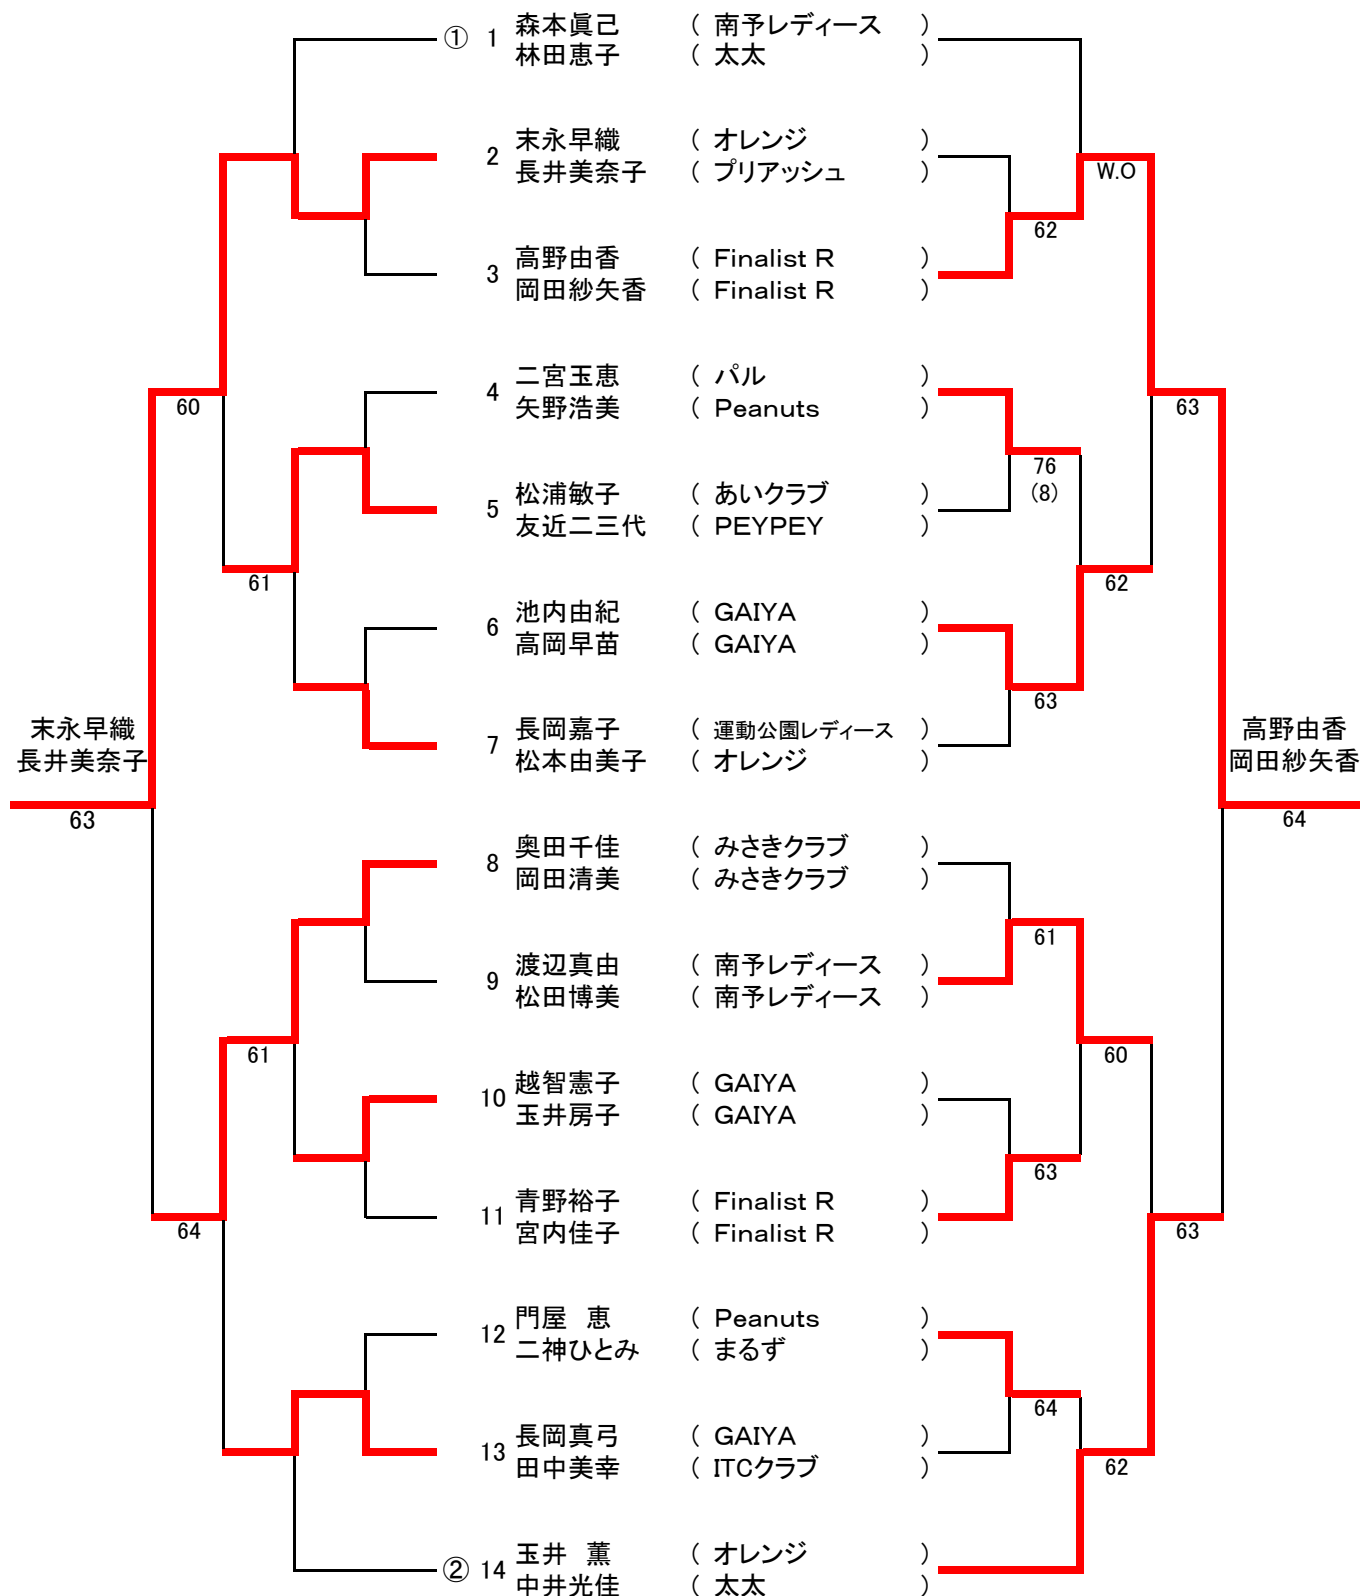 ① 1 森本眞己 ( 南予レディース )
林田恵子 ( 太太 )
2 末永早織 ( オレンジ )
長井美奈子 ( プリアッシュ )
W.O
62
3 高野由香 ( Finalist R )
岡田紗矢香 ( Finalist R )
4 二宮玉恵 ( パル )
矢野浩美 ( Peanuts )
60
63
76
(8)
5 松浦敏子 ( あいクラブ )
友近二三代 ( PEYPEY )
61
62
6 池内由紀 ( GAIYA )
高岡早苗 ( GAIYA )
63
7 長岡嘉子 ( 運動公園レディース )
松本由美子 ( オレンジ )
末永早織
長井美奈子
63
高野由香
岡田紗矢香
64
8 奥田千佳 ( みさきクラブ )
岡田清美 ( みさきクラブ )
61
9 渡辺真由 ( 南予レディース )
松田博美 ( 南予レディース )
61
60
10 越智憲子 ( GAIYA )
玉井房子 ( GAIYA )
63
11 青野裕子 ( Finalist R )
宮内佳子 ( Finalist R )
64
63
12 門屋 恵 ( Peanuts )
二神ひとみ ( まるず )
64
13 長岡真弓 ( GAIYA )
田中美幸 ( ITCクラブ )
62
② 14 玉井 薫 ( オレンジ )
中井光佳 ( 太太 )